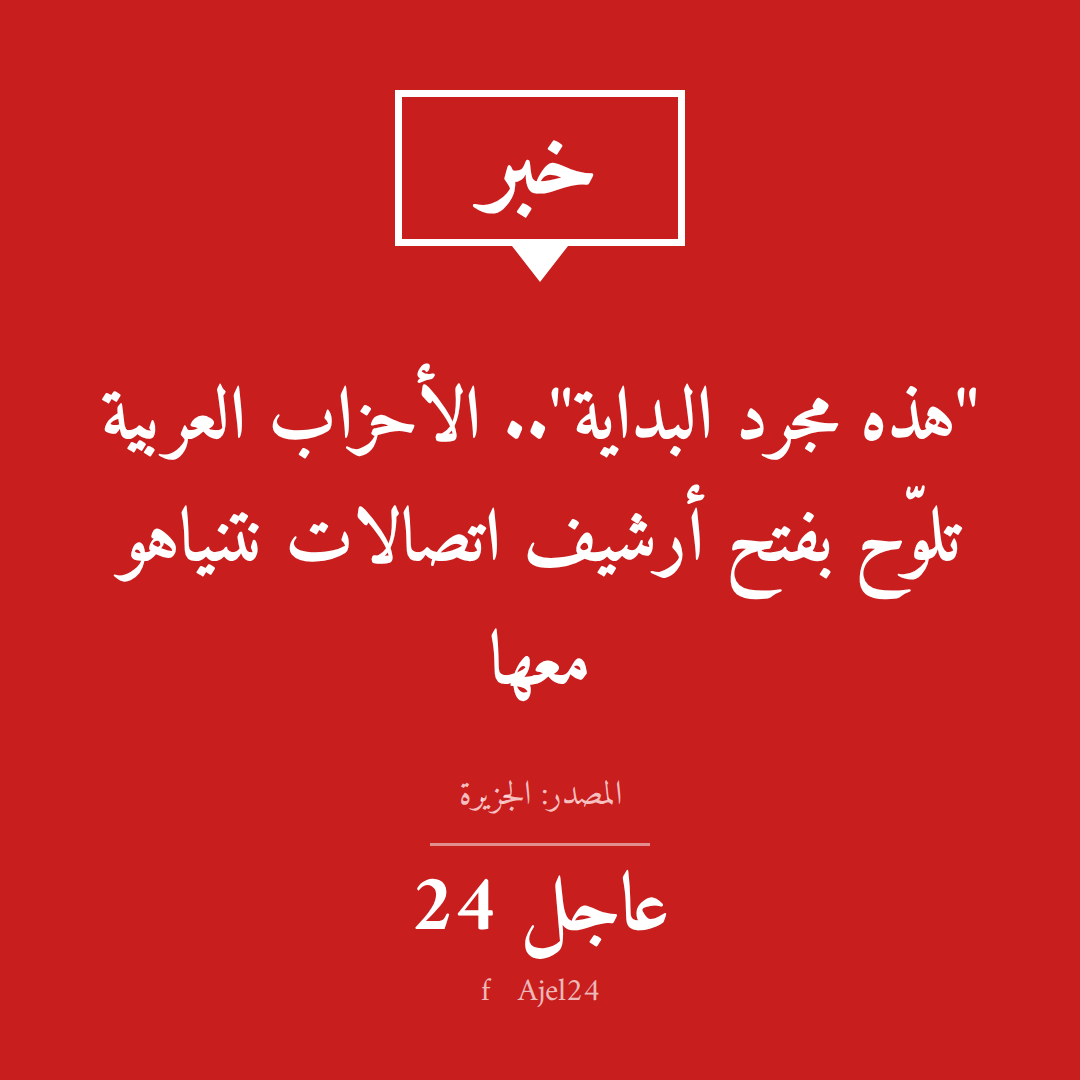 خبر
"هذه مجرد البداية".. الأحزاب العربية
تلوّح بفتح أرشيف اتصالات نتنياهو
معها
المصدر: الجزيرة
عاجل 24
f Ajel24